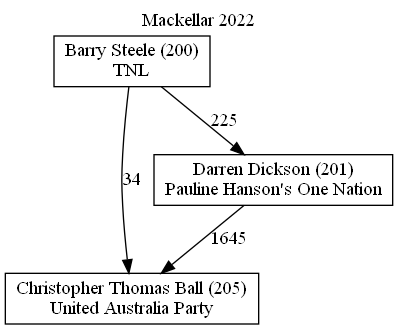 Mackellar 2022
Barry Steele (200)
TNL
225
34
Darren Dickson (201)
Pauline Hanson's One Nation
1645
Christopher Thomas Ball (205)
United Australia Party